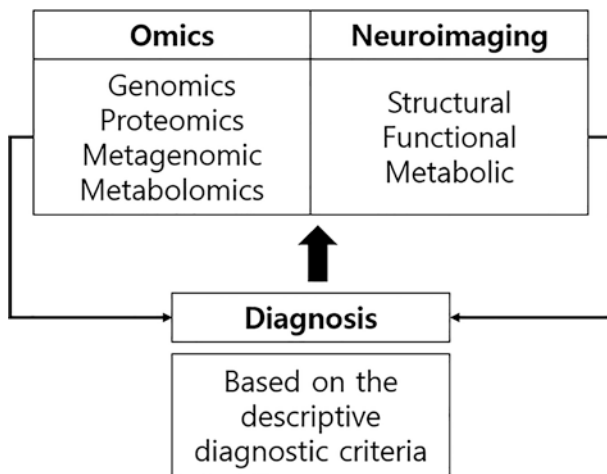 Omics
Neuroimaging
Genomics
Proteomics
Metagenomic
Metabolomics
Structural
Functional
Metabolic
Diagnosis
Based on the
descriptive
diagnostic criteria